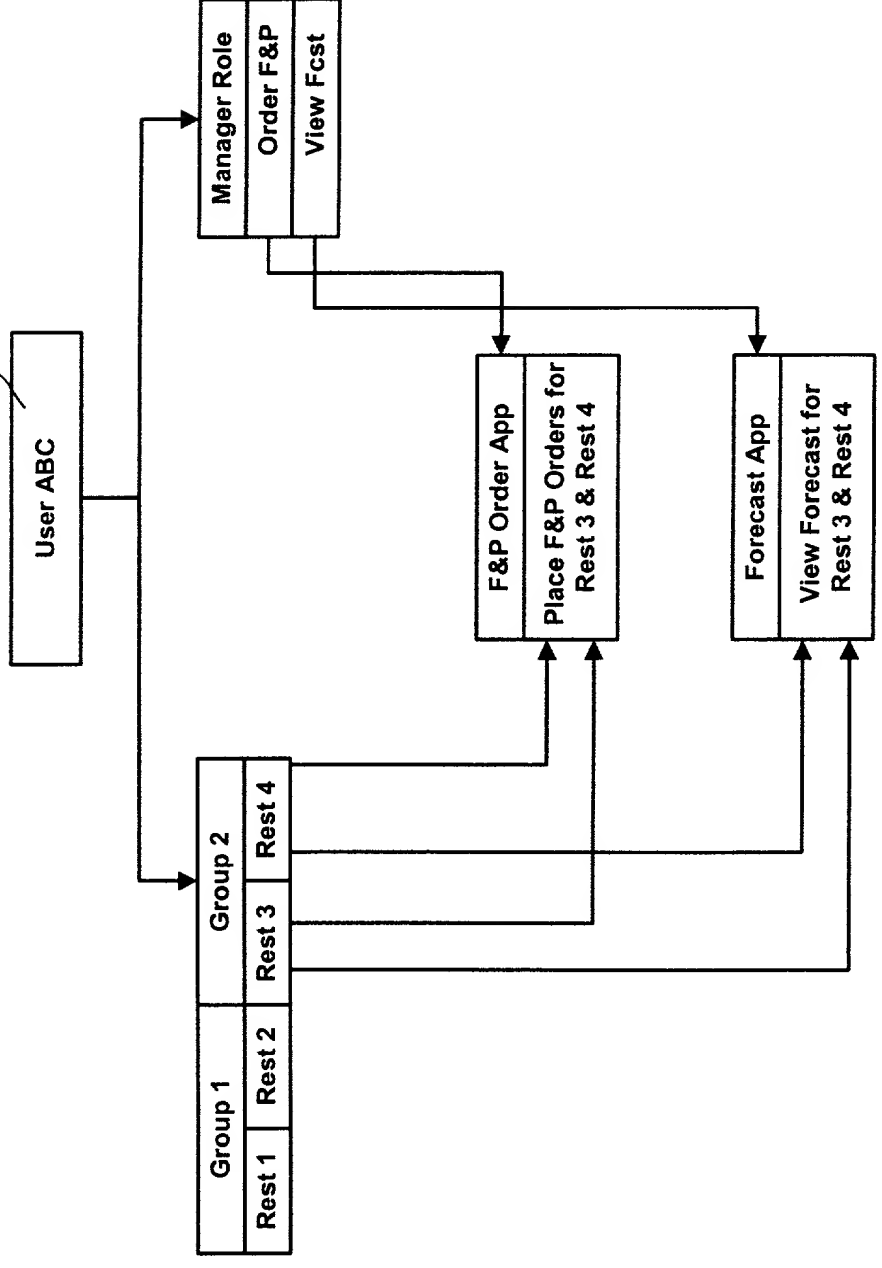 User ABC
Group 1
Group 2
Rest 1
Rest 2
Rest 3
Rest 4
Manager Role
Order F&P
View Fcst
F&P Order App
Place F&P Orders for
Rest 3 & Rest 4
Forecast App
View Forecast for
Rest 3 & Rest 4